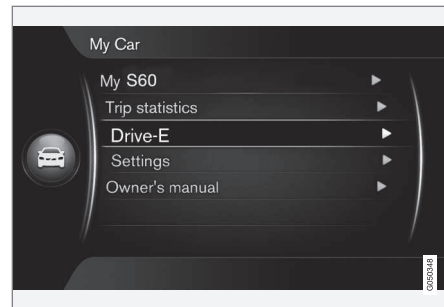 My Car
My S60
Trip statistics
Drive-E
Settings
Owner's manual
G050348